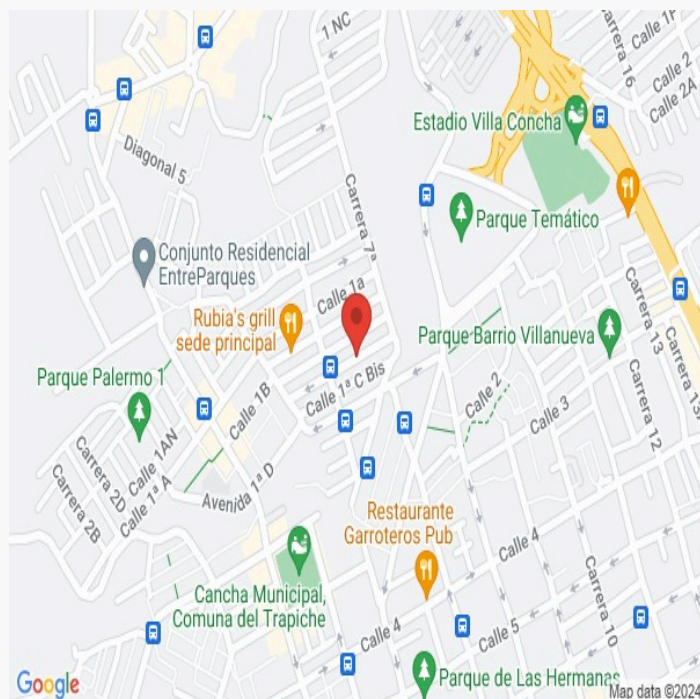 1 NC
Carrera 16
Calle 1F
Calle 2
Calle 2A
Estadio Villa Concha
Diagonal 5
Carrera 7ª
Parque Temático
Conjunto Residencial
EntreParques
Calle 1a
Rubia's grill
sede principal
Parque Barrio Villanueva
Carrera 13
Carrera 13
Parque Palermo 1
Calle 1B
Calle 1ª C Bis
Calle 2
Calle 3
Carrera 12
Carrera 2D
Calle 1AN
Calle 1ª A
Carrera 2B
Avenida 1ª D
Restaurante
Garroteros Pub
Calle 4
Cancha Municipal,
Comuna del Trapiche
Carrera 10
Calle 4
Calle 5
Parque de Las Hermanas
Google
Map data ©2024